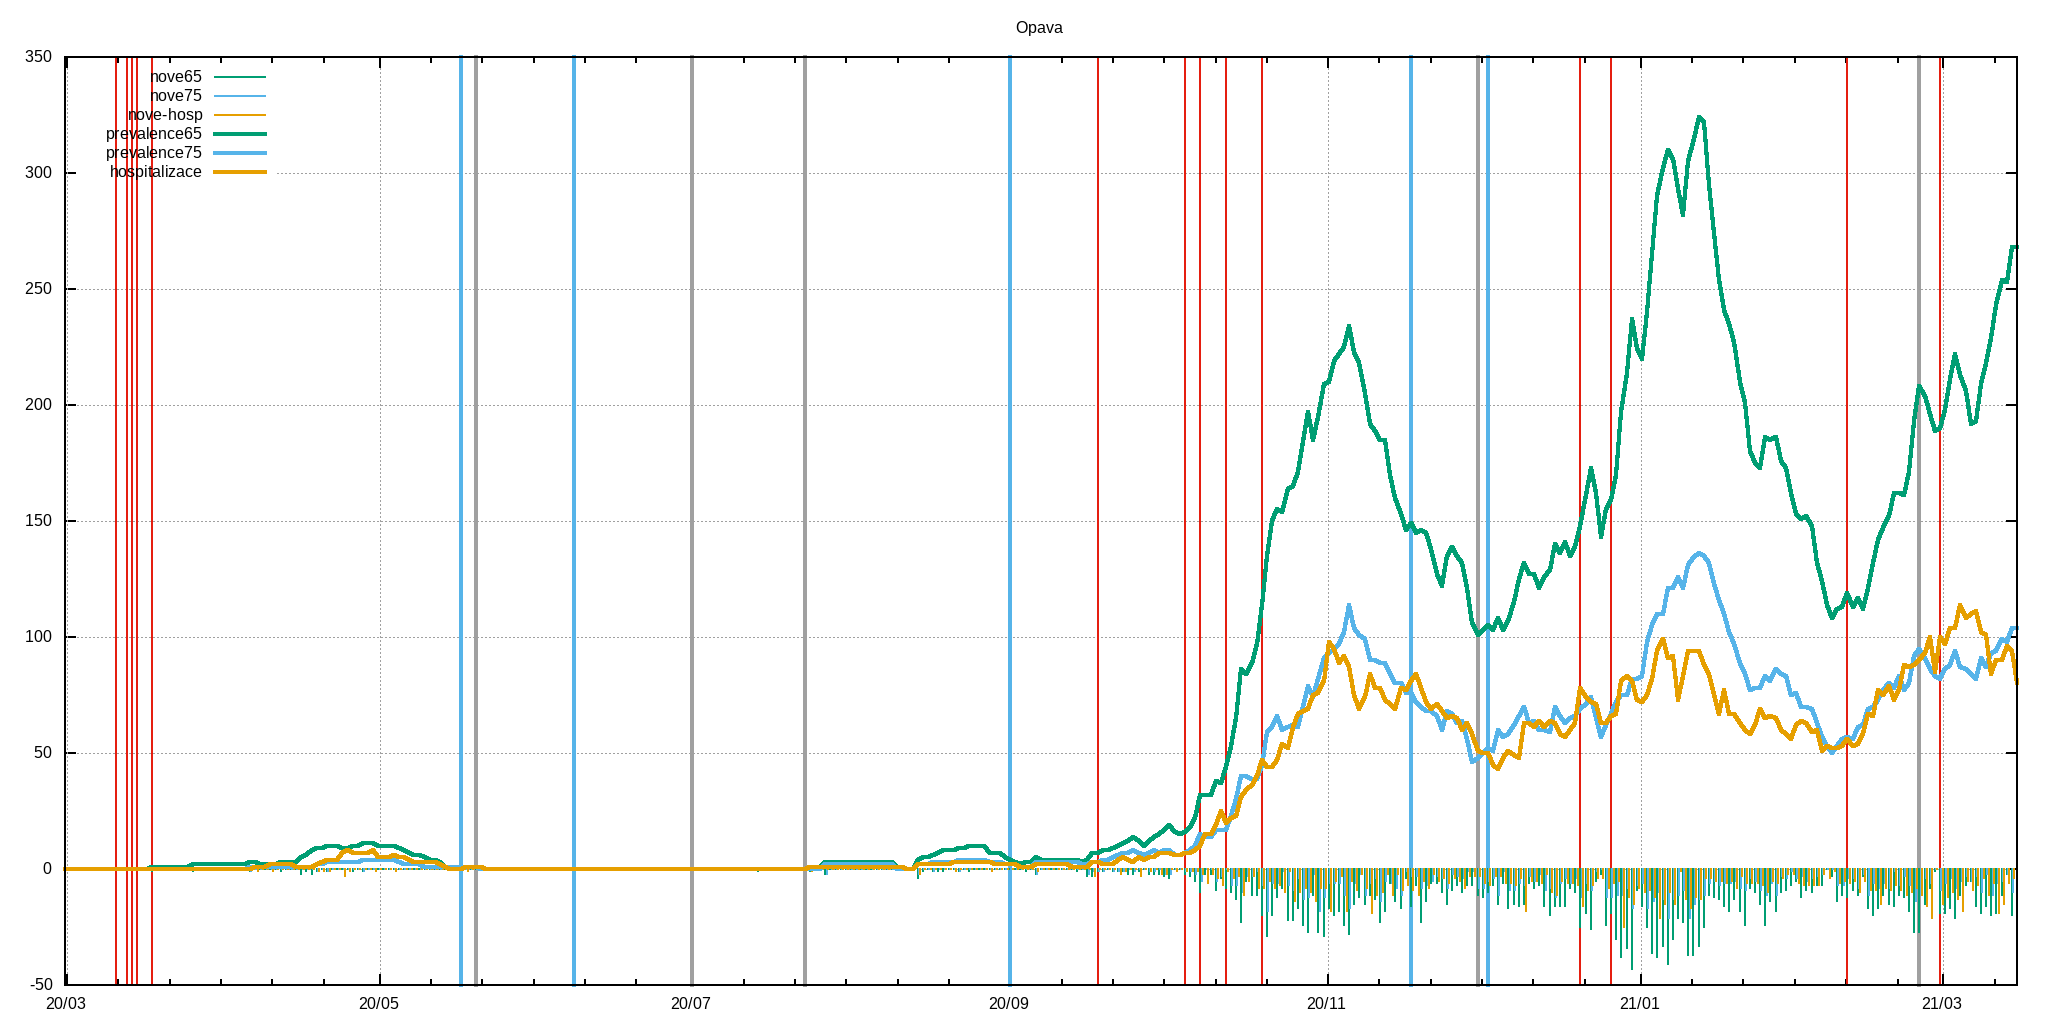 Opava
350
300
250
200
150
100
50
0
-50
nove65
nove75
nove-hosp
prevalence65
prevalence75
hospitalizace
20/03 20/05 20/07 20/09 20/11 21/01 21/03